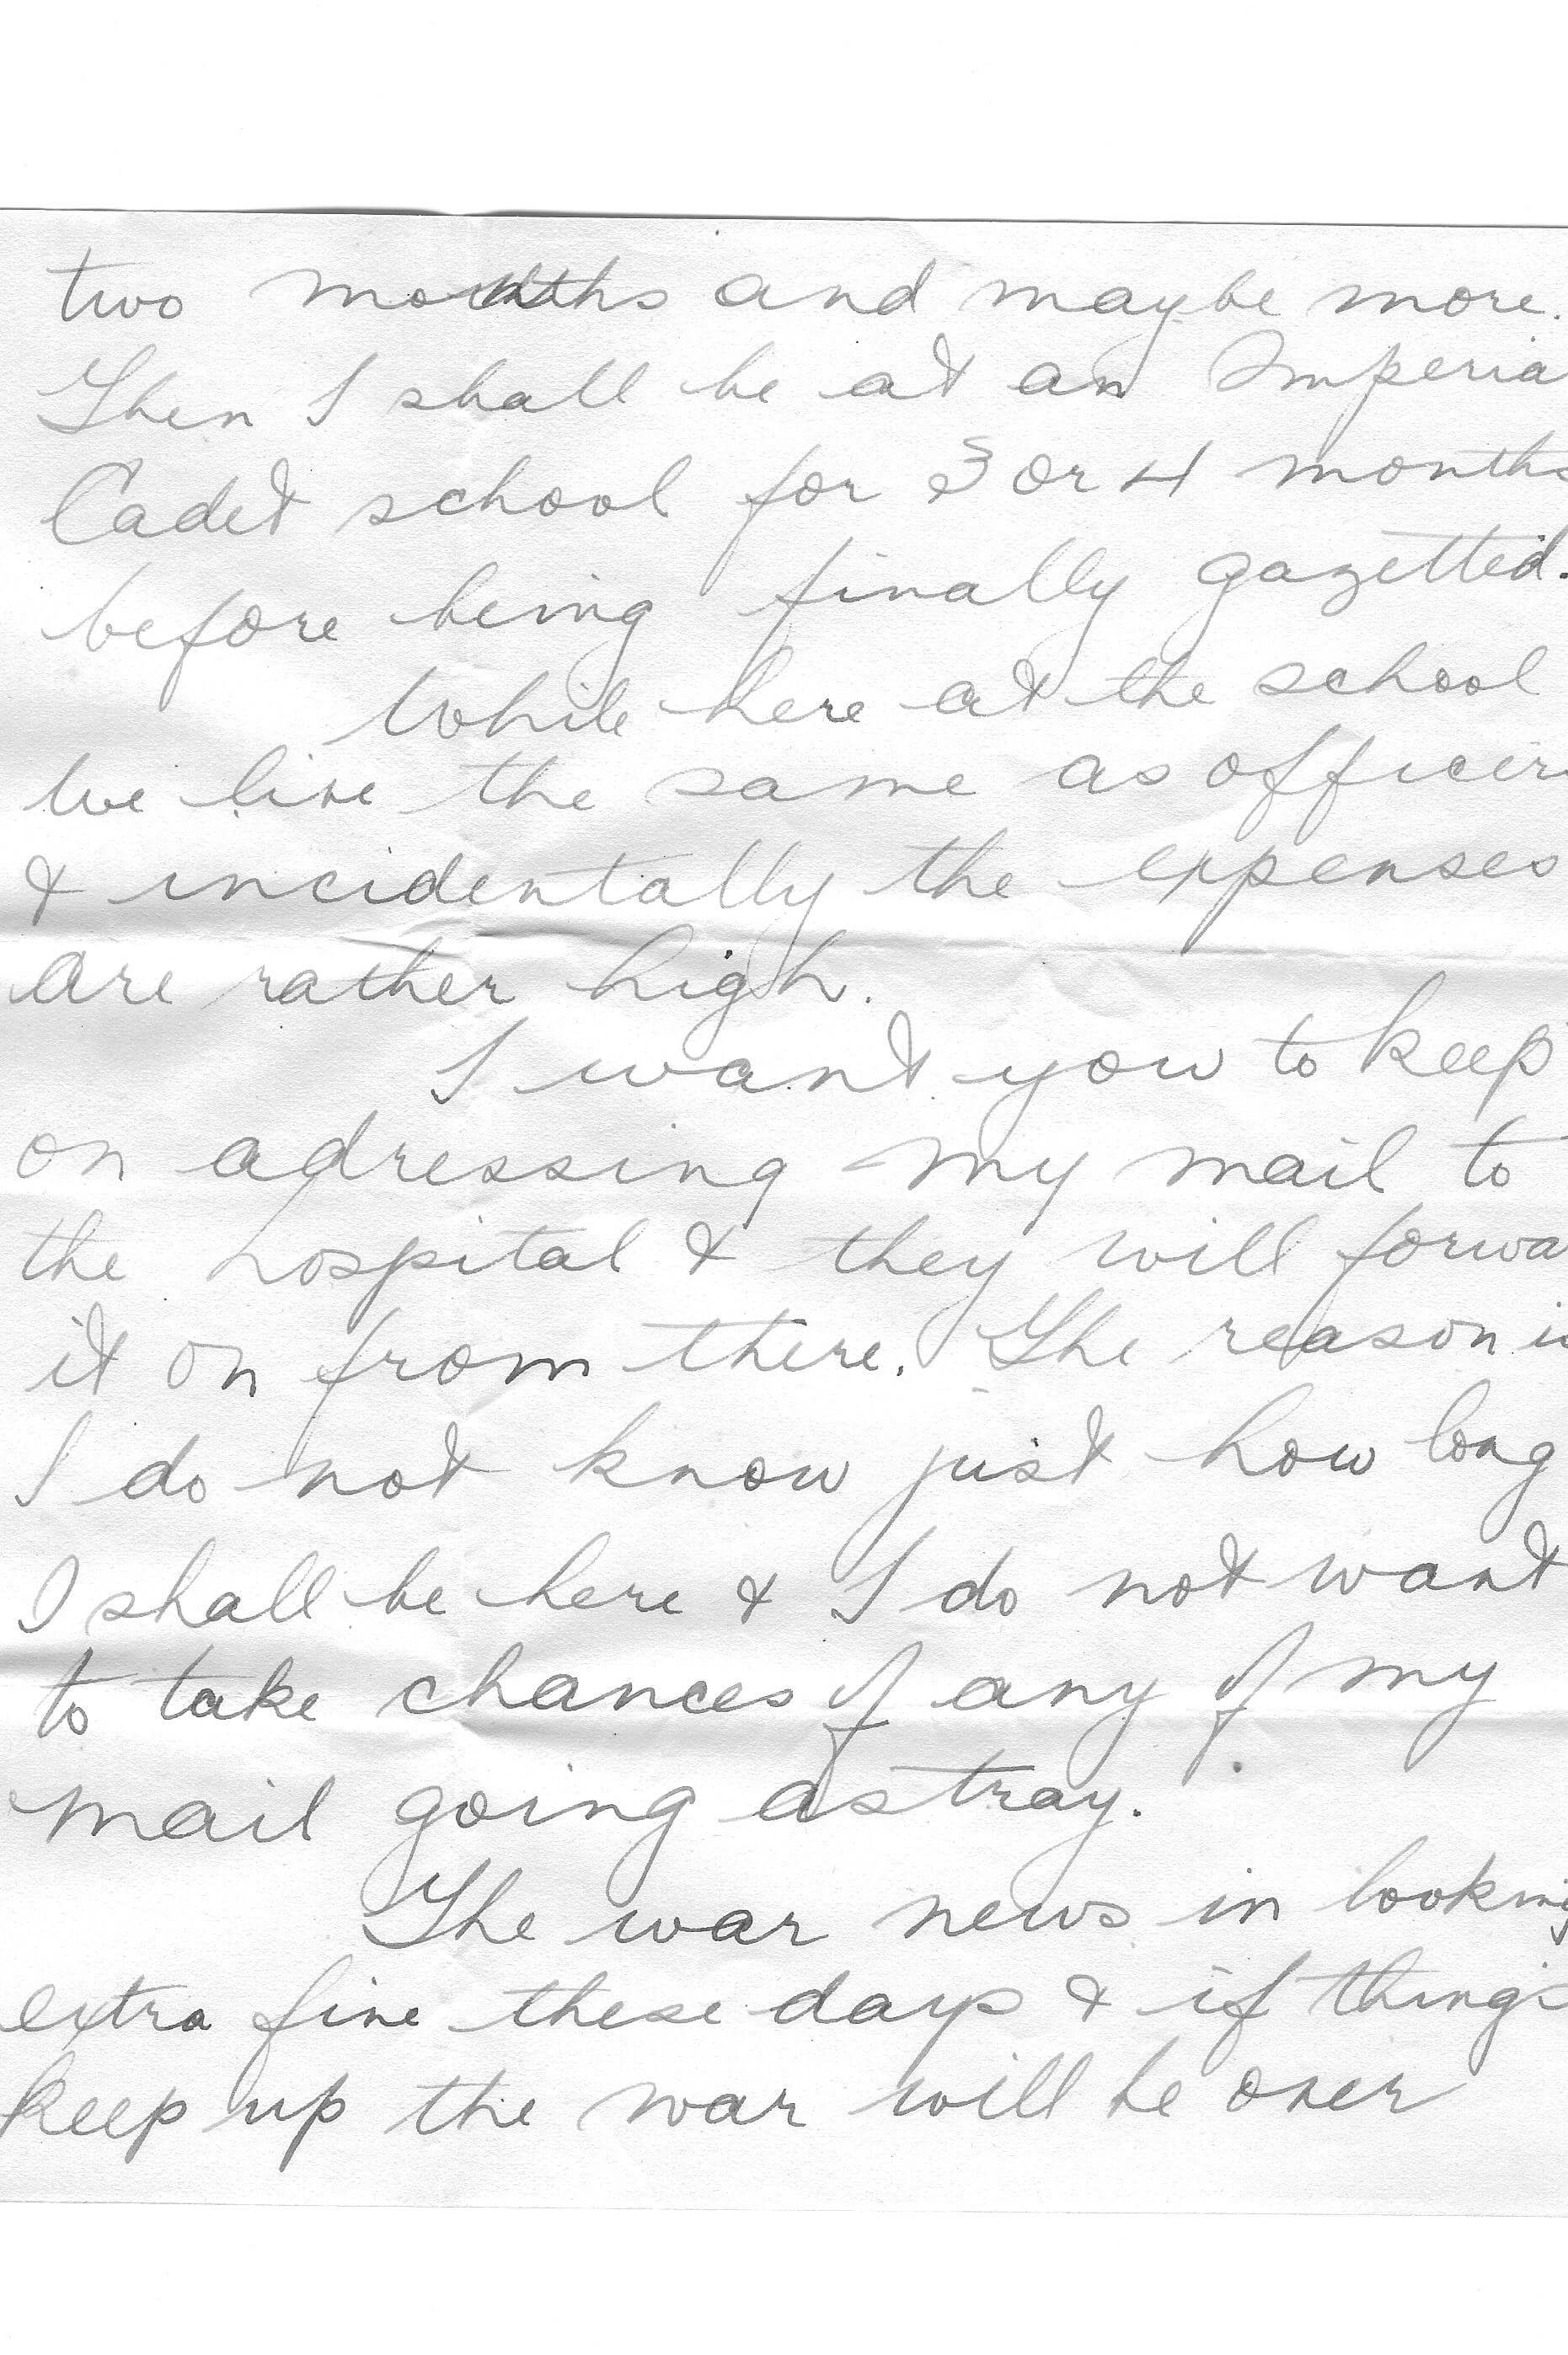 two months and maybe more.
Then I shall be at an Imperia
Cadet school for 3 or 4 months
before being finally gazetted.
While here at the school
we live the same as officers
& incidentally the expenses
are rather high.
I want you to keep
on adressing my mail to
the hospital & they will forwa
it on from there. The reason is
I do not know just how long
I shall be here & I do not want
to take chances of any of my
mail going astray.
The war news in looking
extra fine these days & if things
keep up the war will be over